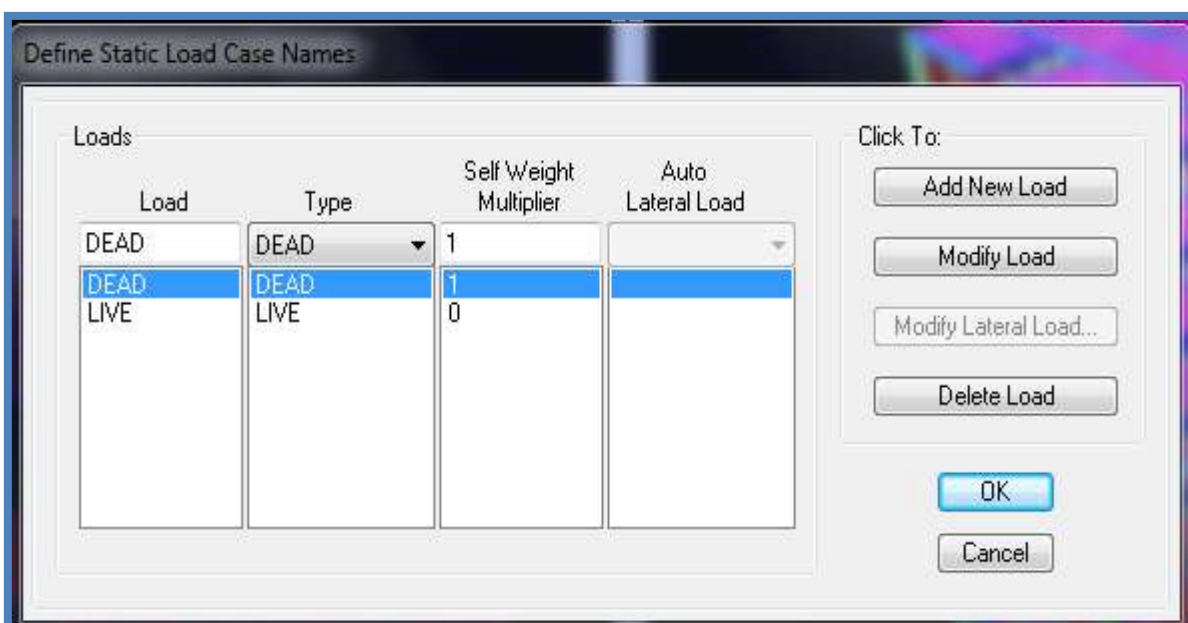 Define Static Load Case Names
Loads
Load Type Self Weight Multiplier Auto Lateral Load
DEAD DEAD 1
DEAD DEAD 1
LIVE LIVE 0
Click To:
Add New Load
Modify Load
Modify Lateral Load...
Delete Load
OK
Cancel